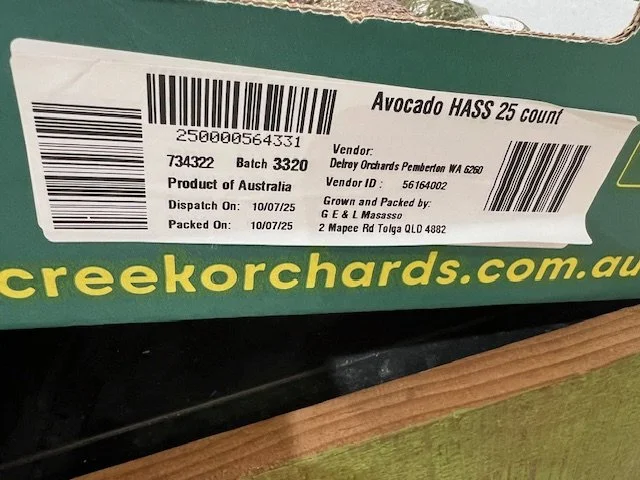 Avocado HASS 25 count
250000564331
734322 Batch 3320
Product of Australia
Dispatch On: 10/07/25
Packed On: 10/07/25
Vendor:
Delroy Orchards Pemberton WA 6260
Vendor ID : 56164002
Grown and Packed by:
G E & L Masasso
2 Mapee Rd Tolga QLD 4882
creekorchards.com.au